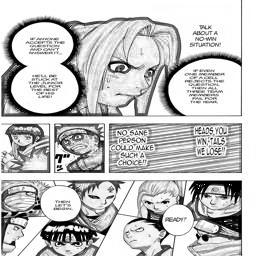 TALK
ABOUT A
NO-WIN
SITUATION!
IF ANYONE
ACCEPTS THE
QUESTION
AND CAN'T
ANSWER IT...
HE'LL BE
STUCK AT
THE JUNIOR
LEVEL FOR
THE REST
OF HIS
LIFE!
IF EVEN
ONE MEMBER
OF A CELL
REJECTS THE
QUESTION,
THEN ALL
THREE TEAM
MEMBERS
FAIL FOR
THE YEAR.
HEADS, YOU
WIN, TAILS,
WE LOSE?
NO SANE
PERSON
COULD MAKE
SUCH A
CHOICE!!
THEN
LET'S
BEGIN.
READY?